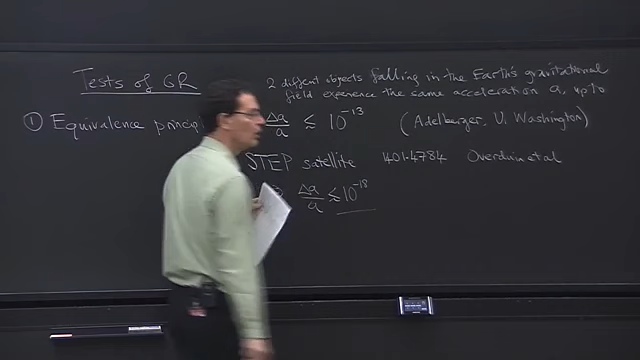 Tests of GR
2 diffent objects falling in the Earth's gravitational
field experience the same acceleration a, up to
① Equivalence princip
Δa/a ≲ 10^-13 (Adelberger, U. Washington)
STEP satellite 1401.4784 Overduin et al
Δa/a ≲ 10^-18